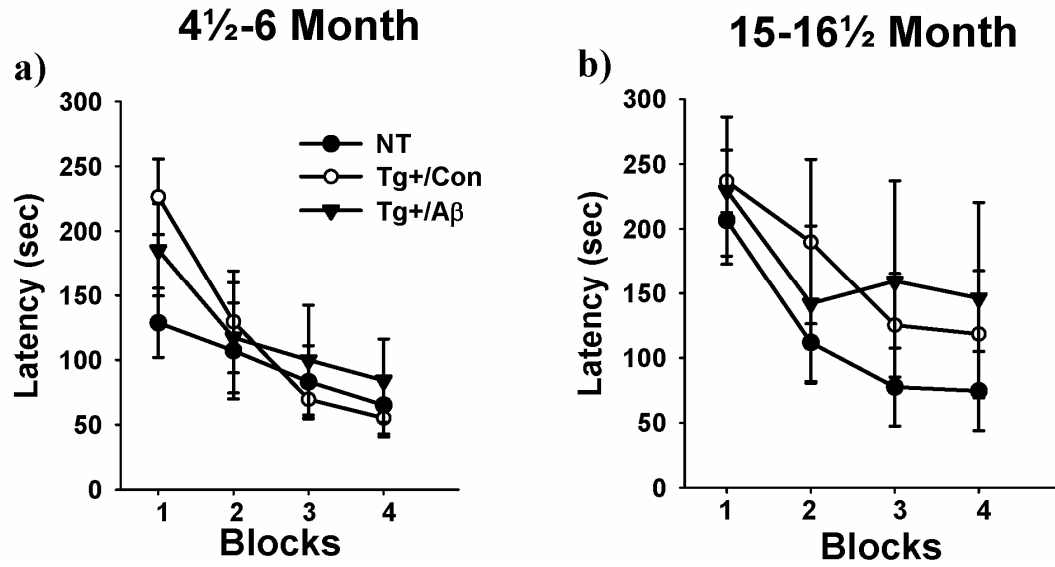 4½-6 Month
15-16½ Month
a)
b)
Latency (sec)
300
250
200
150
100
50
0
NT
Tg+/Con
Tg+/Aβ
1 2 3 4
Blocks
Latency (sec)
300
250
200
150
100
50
0
1 2 3 4
Blocks